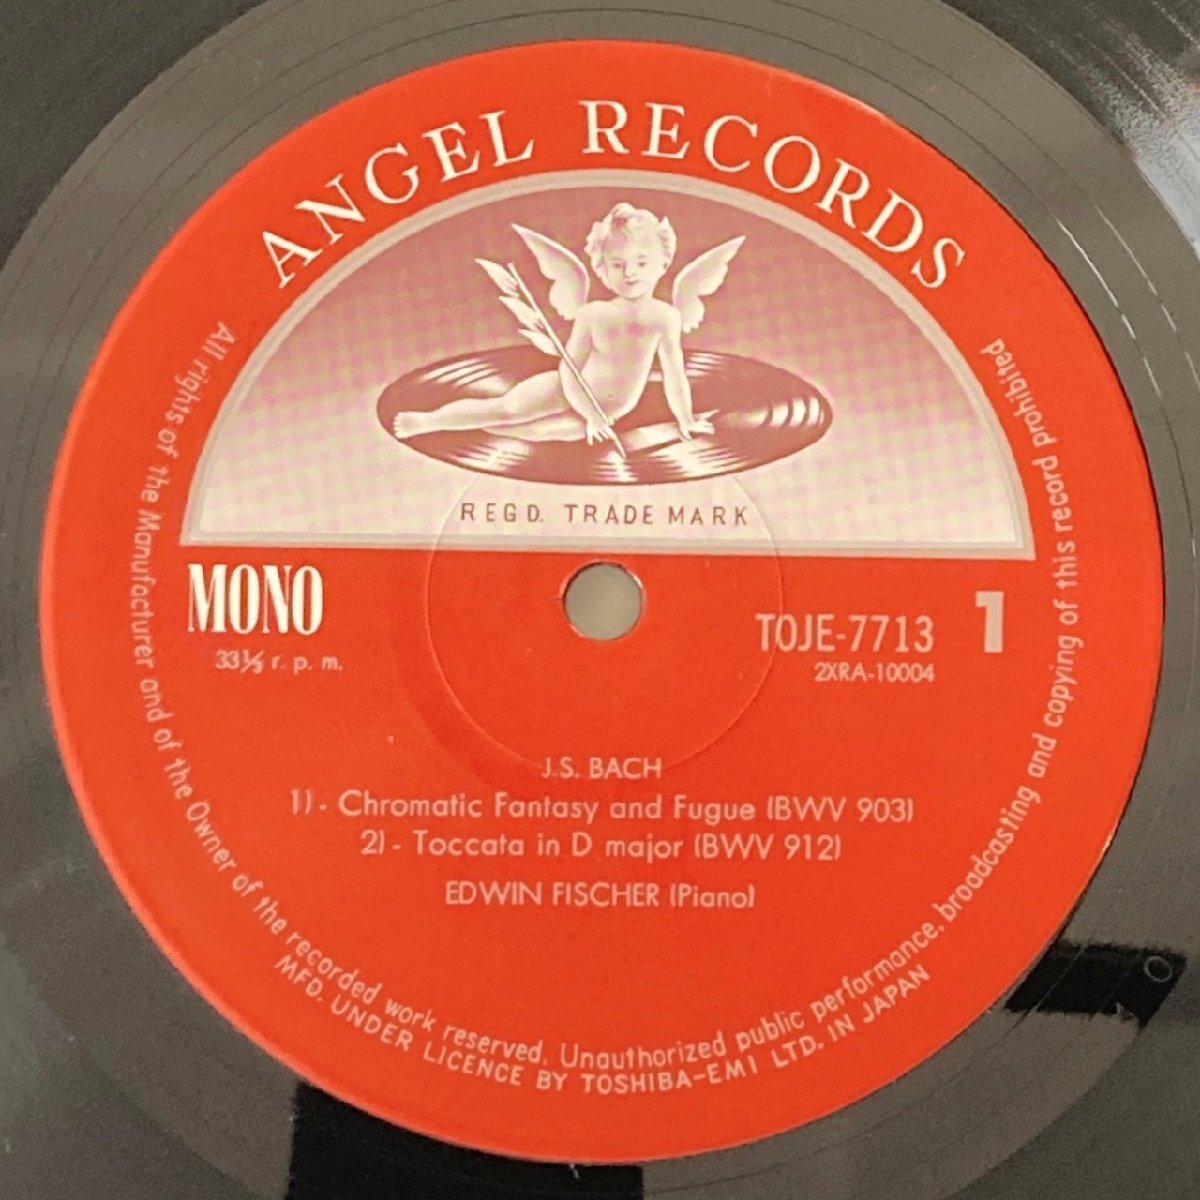 ANGEL RECORDS
REGD. TRADE MARK
MONO
33⅓ r. p. m.
TOJE-7713
2XRA-10004
1
J.S. BACH
1) - Chromatic Fantasy and Fugue (BWV 903)
2) - Toccata in D major (BWV 912)
EDWIN FISCHER (Piano)
All rights of the Manufacturer and of the Owner of the recorded work reserved. Unauthorized public performance, broadcasting and copying of this record prohibited
MFD. UNDER LICENCE BY TOSHIBA-EMI LTD. IN JAPAN